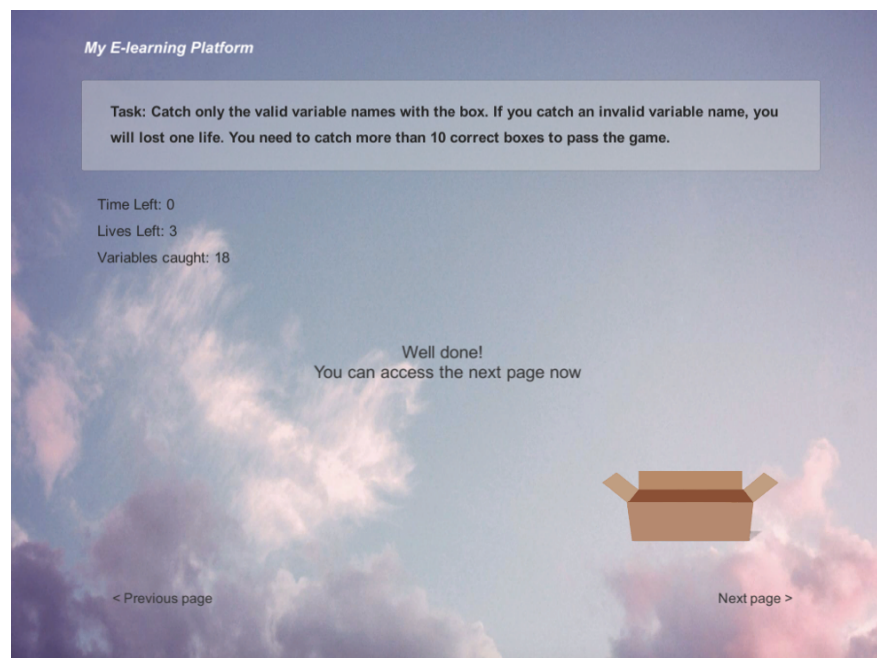 My E-learning Platform
Task: Catch only the valid variable names with the box. If you catch an invalid variable name, you
will lost one life. You need to catch more than 10 correct boxes to pass the game.
Time Left: 0
Lives Left: 3
Variables caught: 18
Well done!
You can access the next page now
< Previous page
Next page >